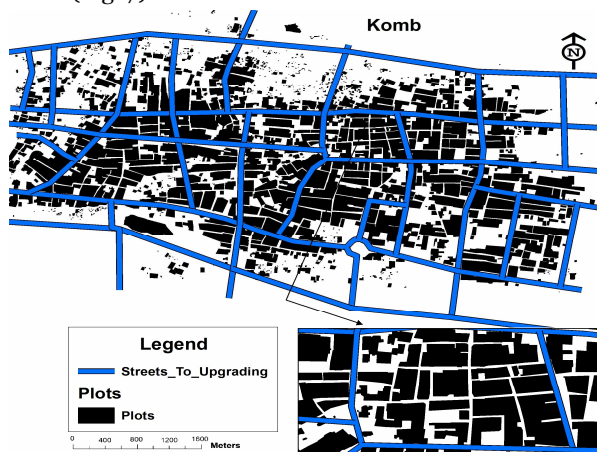 Komb
N
Legend
Streets_To_Upgrading
Plots
Plots
0 400 800 1200 1600 Meters